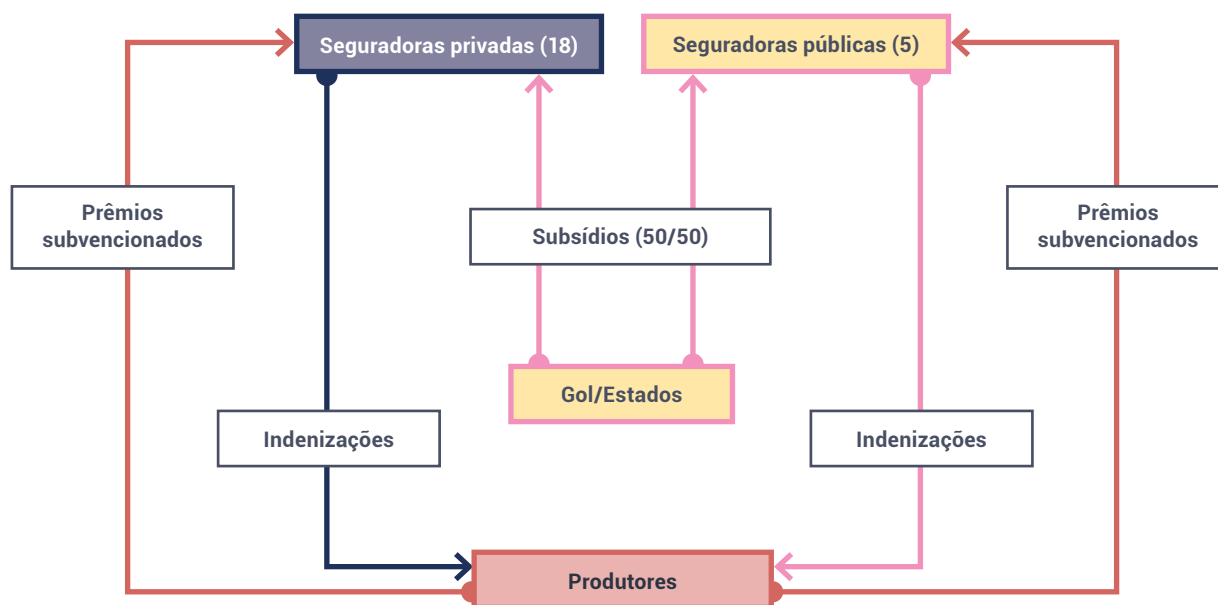 Seguradoras privadas (18)
Seguradoras públicas (5)
Prêmios
subvencionados
Subsídios (50/50)
Prêmios
subvencionados
Gol/Estados
Indenizações
Indenizações
Produtores